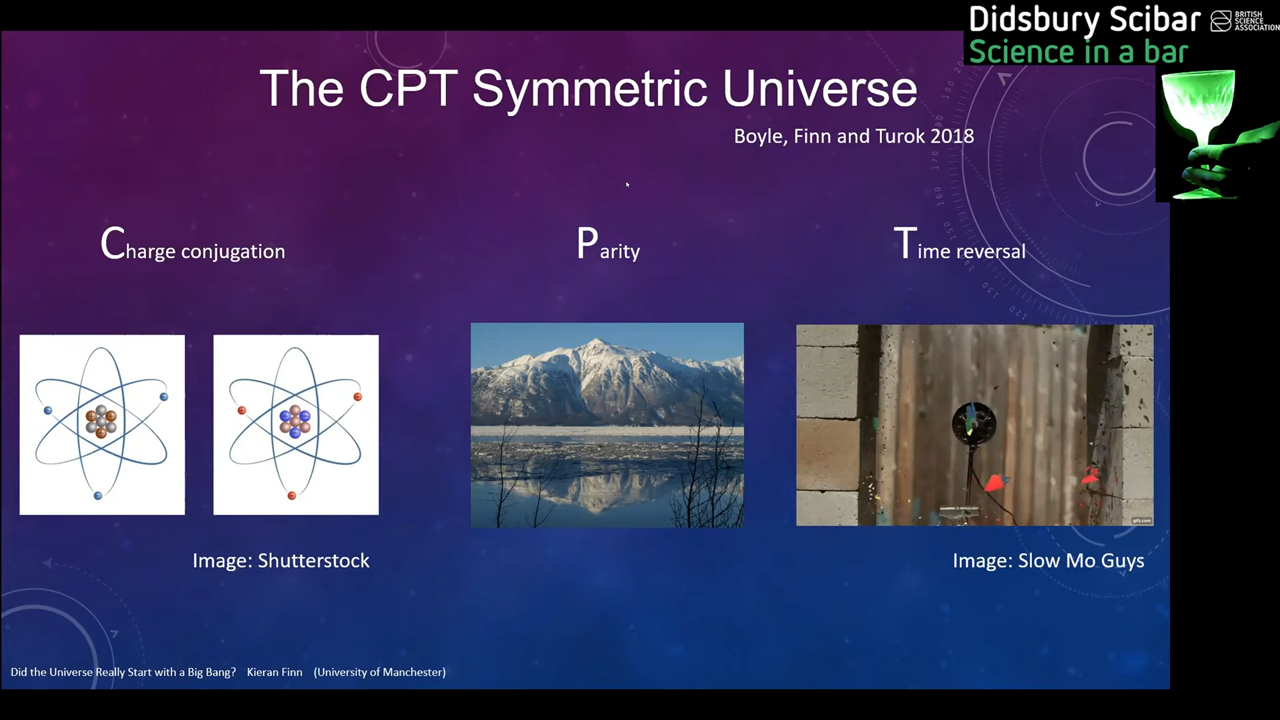 Didsbury Scibar
BRITISH
SCIENCE
ASSOCIATION
Science in a bar
The CPT Symmetric Universe
Boyle, Finn and Turok 2018
Charge conjugation
Parity
Time reversal
Image: Shutterstock
Image: Slow Mo Guys
Did the Universe Really Start with a Big Bang? Kieran Finn (University of Manchester)